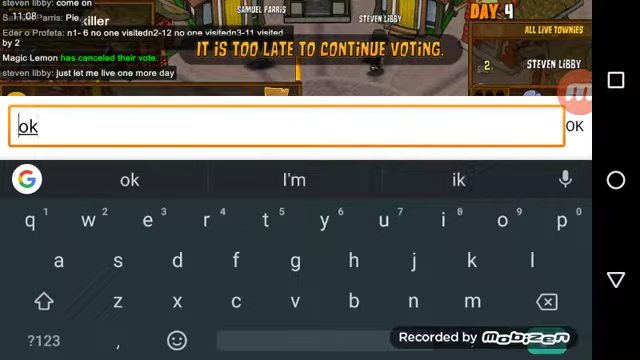 steven libby: come on
11:08
Samuel Parris: Pie.
killer
Eder o Profeta: n1- 6 no one visitedn2-12 no one visitedn3-11 visited
by 2
Magic Lemon has canceled their vote.
steven libby: just let me live one more day
SAMUEL PARRIS
STEVEN LIBBY
IT IS TOO LATE TO CONTINUE VOTING.
DAY 4
ALL LIVE TOWNIES
2. STEVEN LIBBY
ok
OK
G
ok I'm ik
q 1 w 2 e 3 r 4 t 5 y 6 u 7 i 8 o 9 p 0
a s d f g h j k l
z x c v b n m
?123 ,
Recorded by MOBIZEN